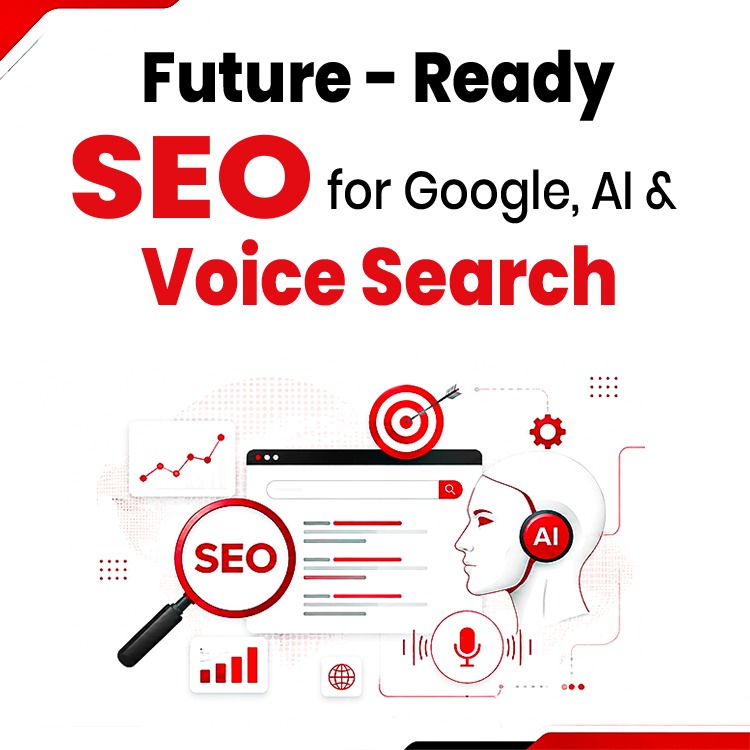 Future - Ready
SEO for Google, AI &
Voice Search
SEO
AI